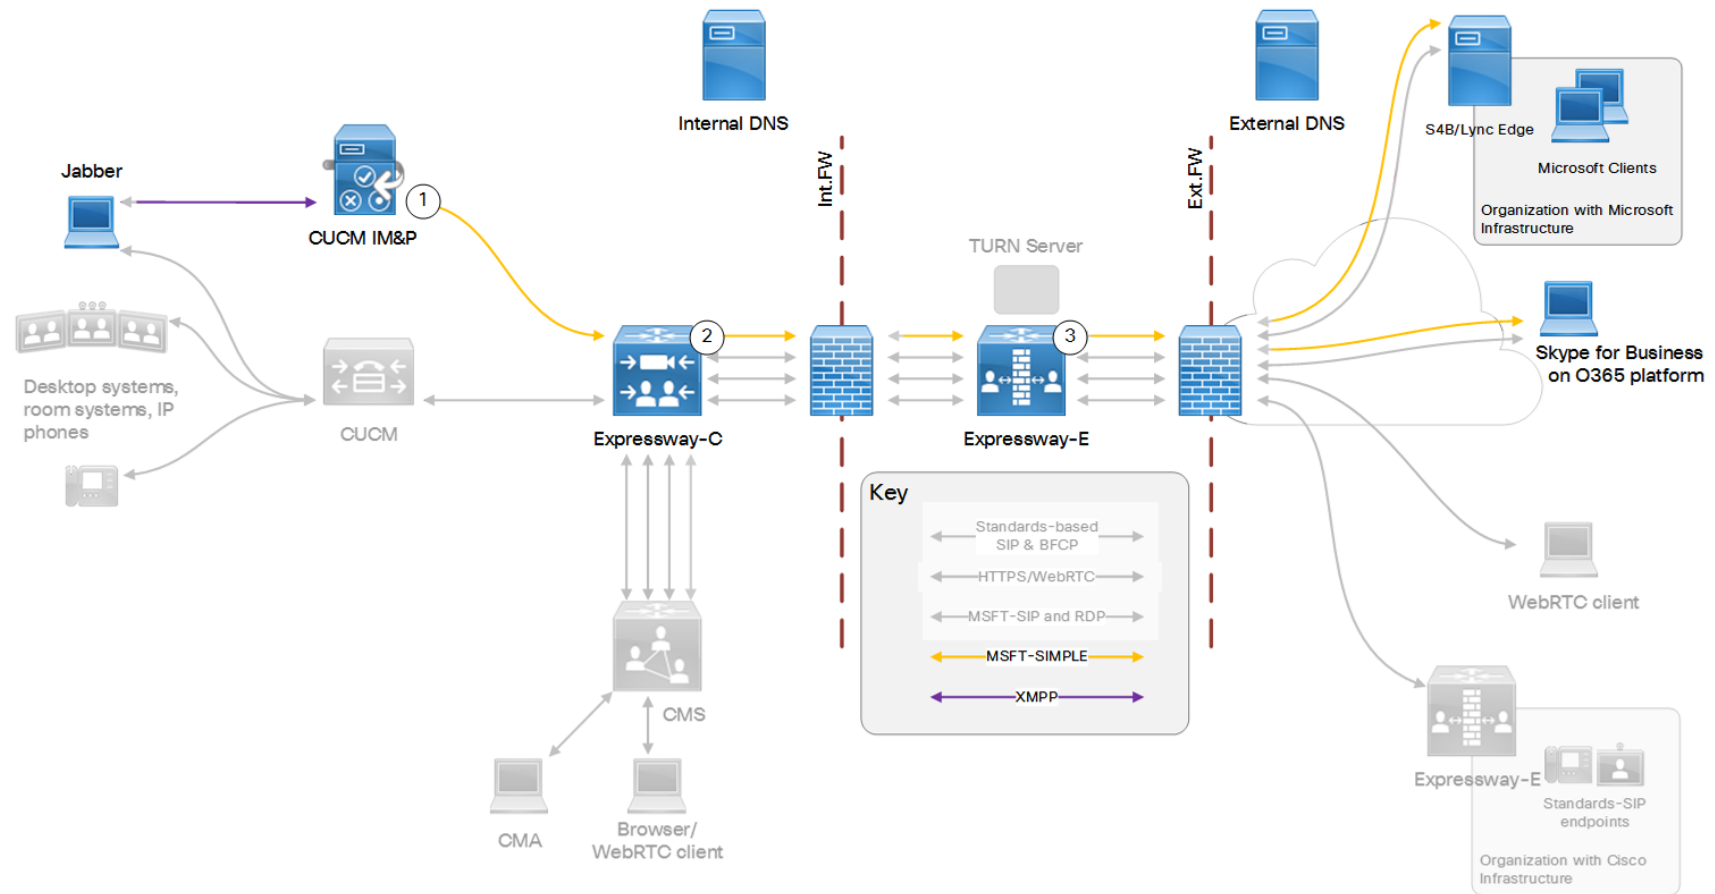 Internal DNS
External DNS
S4B/Lync Edge
Microsoft Clients
Organization with Microsoft
Infrastructure
Jabber
CUCM IM&P
1
Int.FW
Ext.FW
TURN Server
2
3
Skype for Business
on O365 platform
Desktop systems,
room systems, IP
phones
CUCM
Expressway-C
Expressway-E
Key
Standards-based
SIP & BFCP
HTTPS/WebRTC
MSFT-SIP and RDP
MSFT-SIMPLE
XMPP
WebRTC client
CMS
CMA
Browser/
WebRTC client
Expressway-E
Standards-SIP
endpoints
Organization with Cisco
Infrastructure